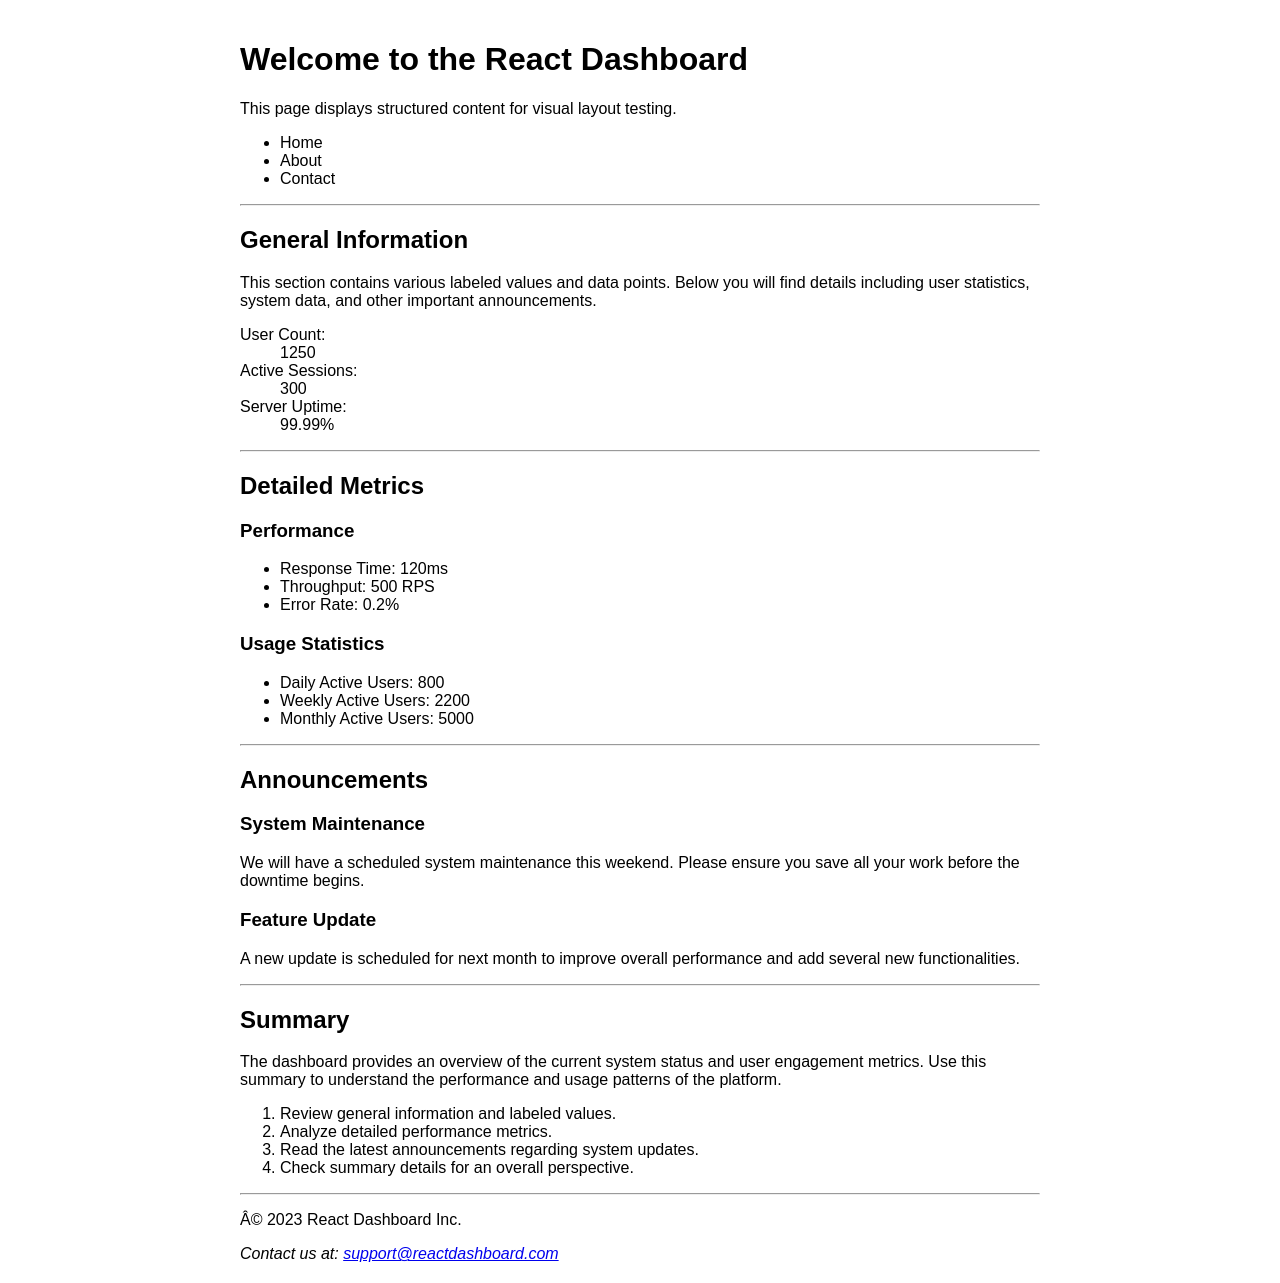 Welcome to the React Dashboard
This page displays structured content for visual layout testing.
• Home
• About
• Contact
General Information
This section contains various labeled values and data points. Below you will find details including user statistics,
system data, and other important announcements.
User Count:
1250
Active Sessions:
300
Server Uptime:
99.99%
Detailed Metrics
Performance
• Response Time: 120ms
• Throughput: 500 RPS
• Error Rate: 0.2%
Usage Statistics
• Daily Active Users: 800
• Weekly Active Users: 2200
• Monthly Active Users: 5000
Announcements
System Maintenance
We will have a scheduled system maintenance this weekend. Please ensure you save all your work before the
downtime begins.
Feature Update
A new update is scheduled for next month to improve overall performance and add several new functionalities.
Summary
The dashboard provides an overview of the current system status and user engagement metrics. Use this
summary to understand the performance and usage patterns of the platform.
1. Review general information and labeled values.
2. Analyze detailed performance metrics.
3. Read the latest announcements regarding system updates.
4. Check summary details for an overall perspective.
Â© 2023 React Dashboard Inc.
Contact us at: support@reactdashboard.com